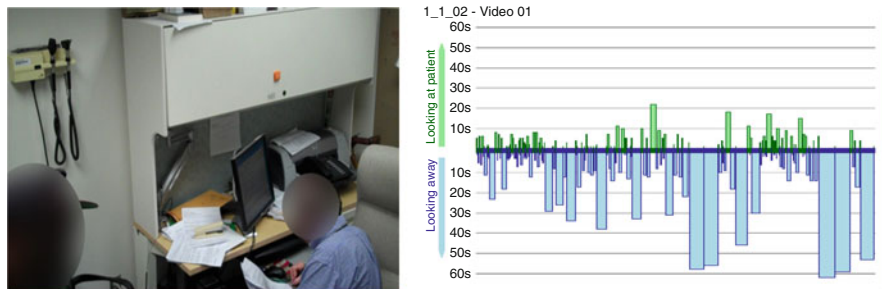 1_1_02 - Video 01
60s
50s
40s
30s
20s
10s
Looking at patient
10s
20s
30s
40s
50s
60s
Looking away